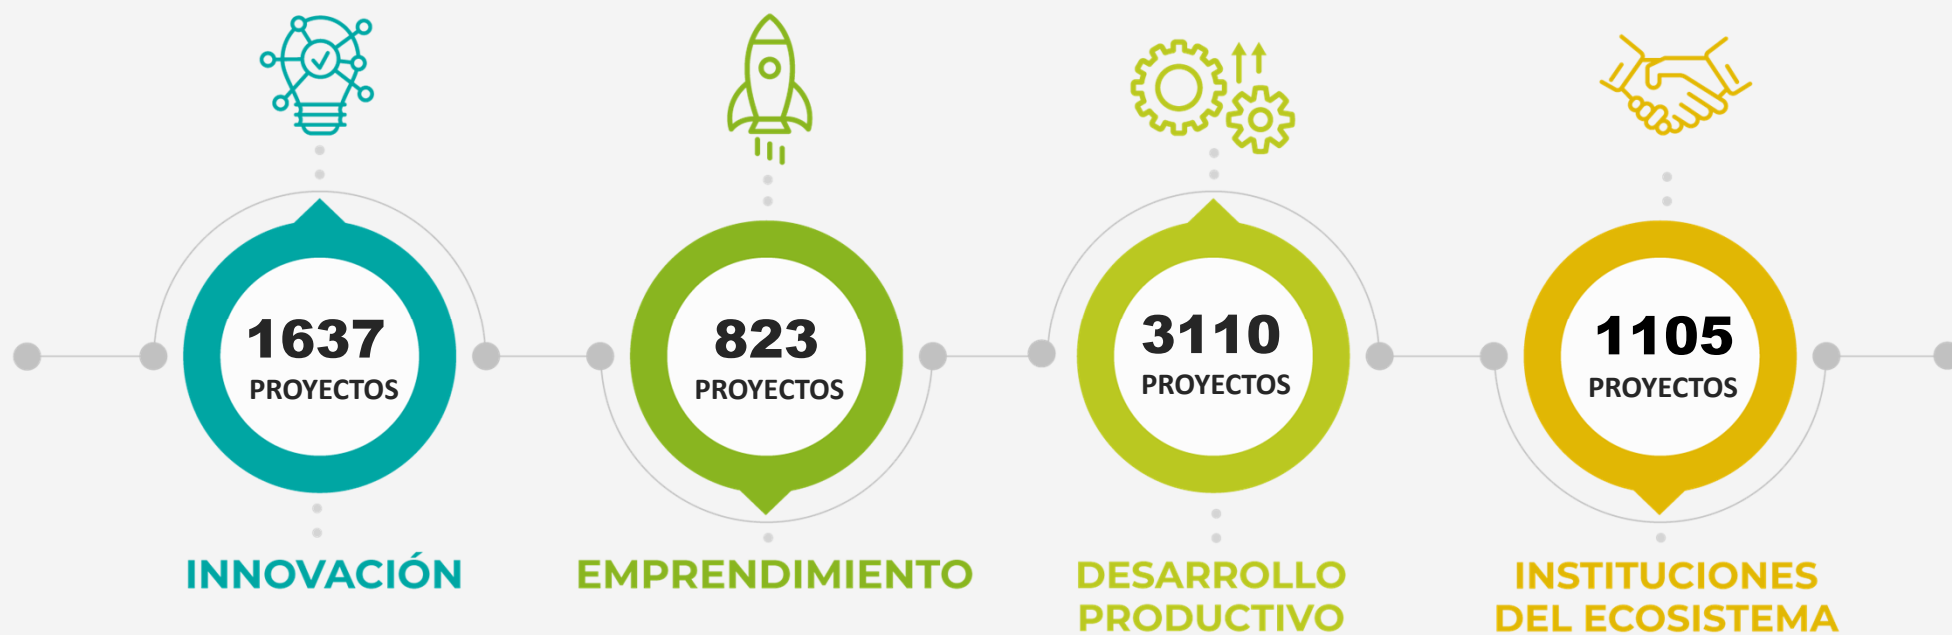 1637
PROYECTOS
INNOVACIÓN
823
PROYECTOS
EMPRENDIMIENTO
3110
PROYECTOS
DESARROLLO
PRODUCTIVO
1105
PROYECTOS
INSTITUCIONES
DEL ECOSISTEMA